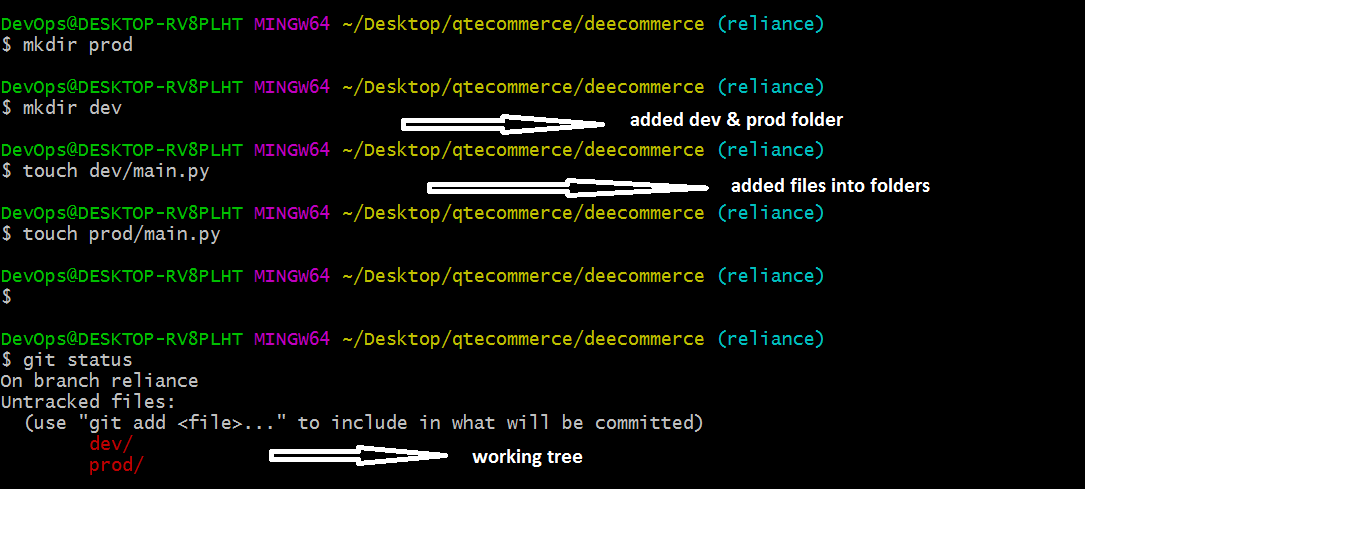 DevOps@DESKTOP-RV8PLHT MINGW64 ~/Desktop/qtecommerce/deecommerce (reliance)
$ mkdir prod
DevOps@DESKTOP-RV8PLHT MINGW64 ~/Desktop/qtecommerce/deecommerce (reliance)
$ mkdir dev
added dev & prod folder
DevOps@DESKTOP-RV8PLHT MINGW64 ~/Desktop/qtecommerce/deecommerce (reliance)
$ touch dev/main.py
added files into folders
DevOps@DESKTOP-RV8PLHT MINGW64 ~/Desktop/qtecommerce/deecommerce (reliance)
$ touch prod/main.py
DevOps@DESKTOP-RV8PLHT MINGW64 ~/Desktop/qtecommerce/deecommerce (reliance)
$
DevOps@DESKTOP-RV8PLHT MINGW64 ~/Desktop/qtecommerce/deecommerce (reliance)
$ git status
On branch reliance
Untracked files:
  (use "git add <file>..." to include in what will be committed)
        dev/
working tree
        prod/